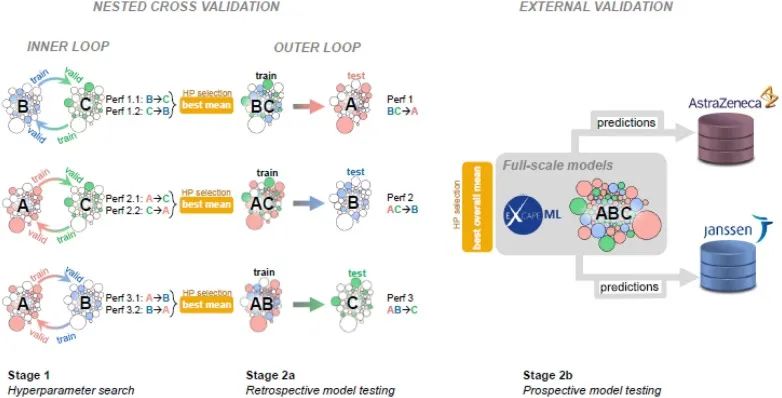 NESTED CROSS VALIDATION
EXTERNAL VALIDATION
INNER LOOP
OUTER LOOP
train
valid
B
C
valid
train
Perf 1.1: B→C
Perf 1.2: C→B
HP selection
best mean
train
BC
test
A
Perf 1
BC→A
train
valid
A
C
valid
train
Perf 2.1: A→C
Perf 2.2: C→A
HP selection
best mean
train
AC
test
B
Perf 2
AC→B
train
valid
A
B
valid
train
Perf 3.1: A→B
Perf 3.2: B→A
HP selection
best mean
train
AB
test
C
Perf 3
AB→C
HP selection
best overall mean
Full-scale models
EXCAPE ML
ABC
predictions
AstraZeneca
predictions
janssen
Stage 1
Hyperparameter search
Stage 2a
Retrospective model testing
Stage 2b
Prospective model testing